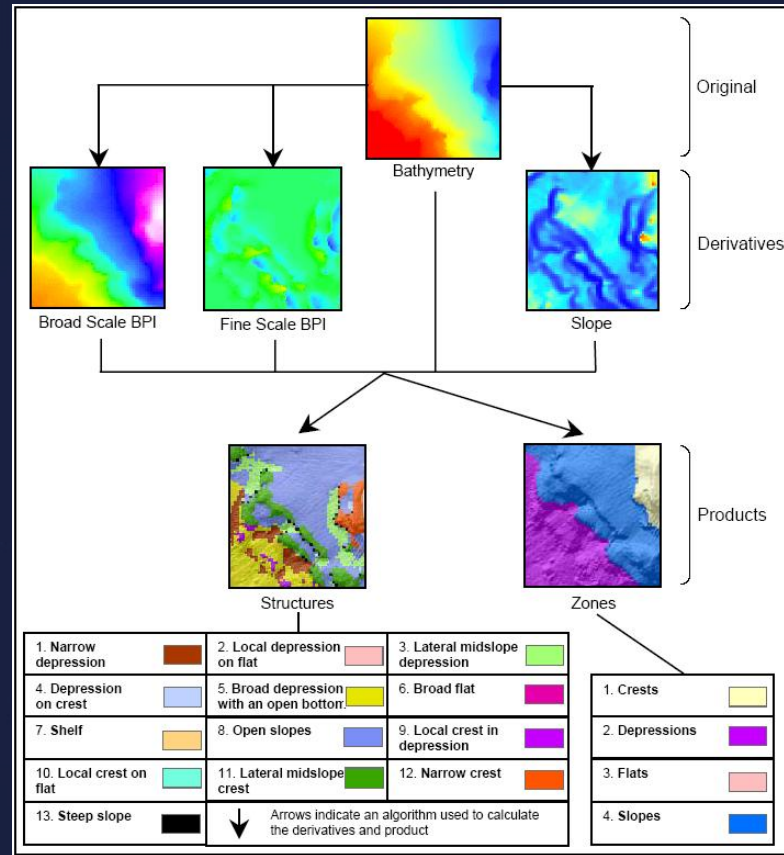 Original
Bathymetry
Derivatives
Broad Scale BPI
Fine Scale BPI
Slope
Products
Structures
Zones
1. Narrow
depression
2. Local depression
on flat
3. Lateral midslope
depression
4. Depression
on crest
5. Broad depression
with an open bottom
6. Broad flat
7. Shelf
8. Open slopes
9. Local crest in
depression
10. Local crest on
flat
11. Lateral midslope
crest
12. Narrow crest
13. Steep slope
Arrows indicate an algorithm used to calculate
the derivatives and product
1. Crests
2. Depressions
3. Flats
4. Slopes